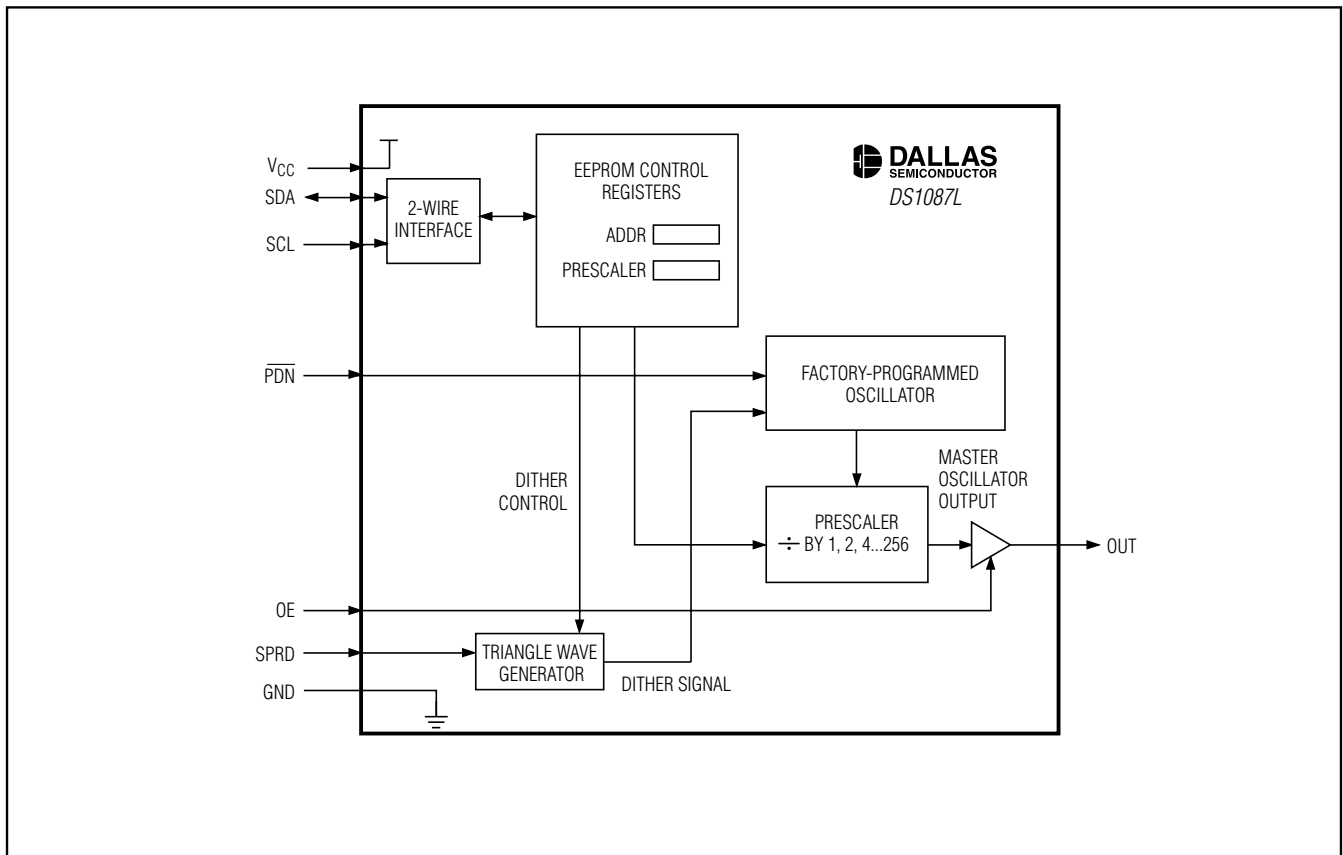 VCC
SDA
SCL
PDN
OE
SPRD
GND
2-WIRE
INTERFACE
EEPROM CONTROL
REGISTERS
ADDR
PRESCALER
DALLAS
SEMICONDUCTOR
DS1087L
FACTORY-PROGRAMMED
OSCILLATOR
DITHER
CONTROL
MASTER
OSCILLATOR
OUTPUT
PRESCALER
÷ BY 1, 2, 4...256
OUT
TRIANGLE WAVE
GENERATOR
DITHER SIGNAL